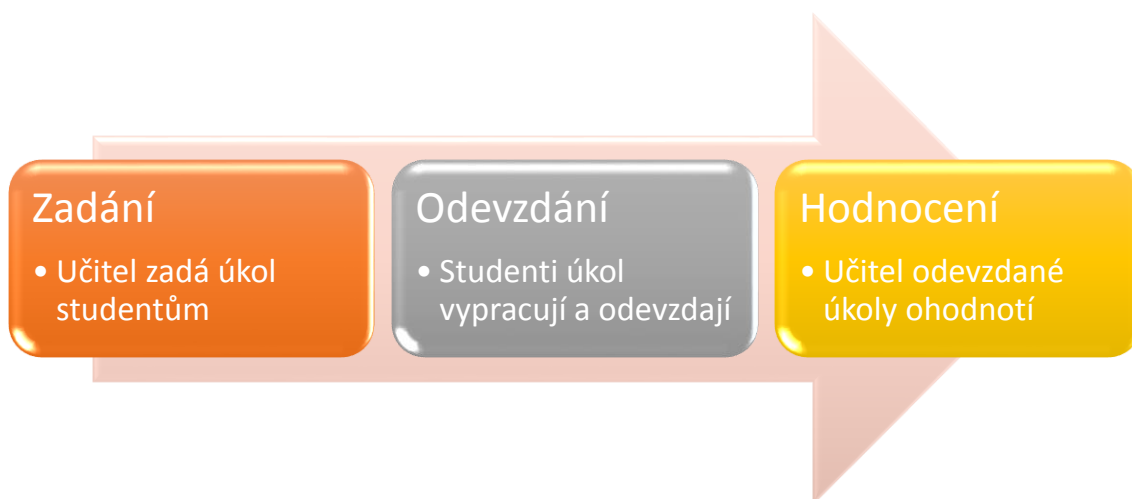 Zadání
• Učitel zadá úkol
studentům
Odevzdání
• Studenti úkol
vypracují a odevzdají
Hodnocení
• Učitel odevzdané
úkoly ohodnotí